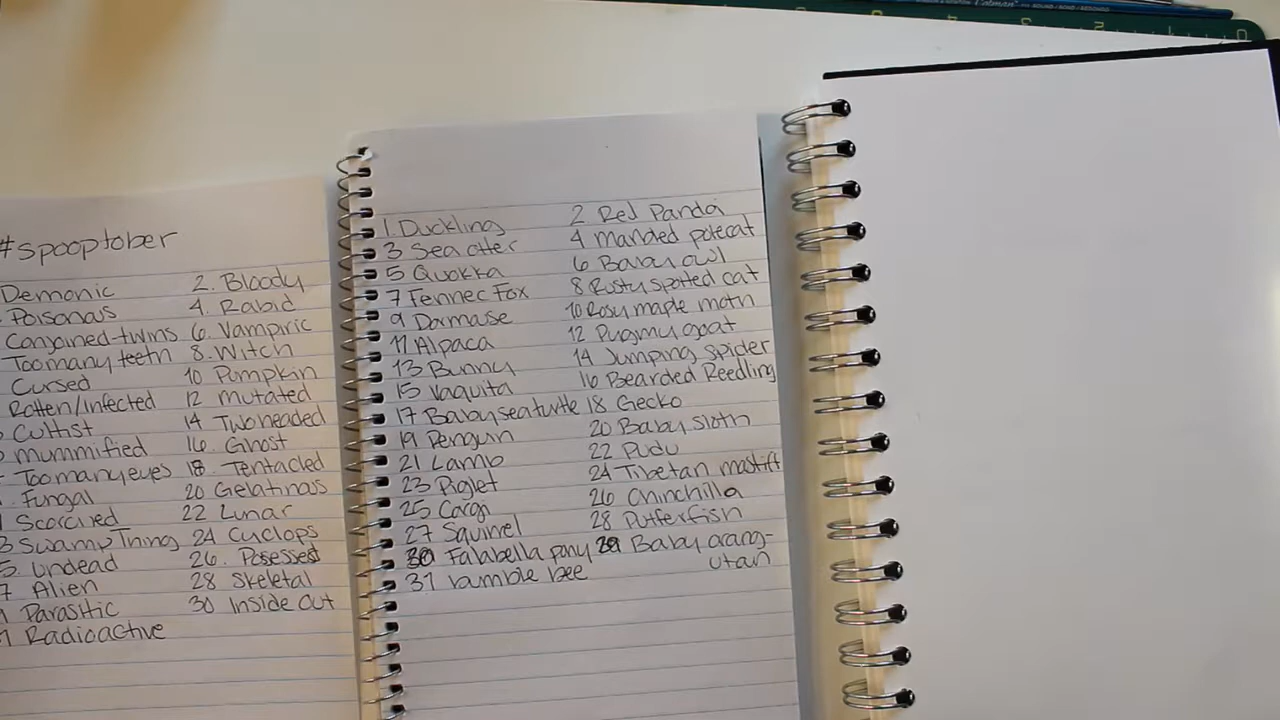 #spooptober
Demonic 2. Bloody
Poisonous 4. Rabid
Conjoined-twins 6. Vampiric
Too many teeth 8. Witch
Cursed 10 Pumpkin
Rotten/infected 12 Mutated
Cultist 14 Two headed
mummified 16. Ghost
Too many eyes 18. Tentacled
Fungal 20 Gelatinous
Scorched 22 Lunar
Swamp Thing 24 Cyclops
5. Undead 26. Posessed
7 Alien 28 Skeletal
Parasitic 30 Inside Out
Radioactive
1. Duckling 2 Red Panda
3 Sea otter 4 marbled polecat
5 Quokka 6 Baby owl
7 Fennec Fox 8 Rusty spotted cat
9 Dormouse 10 Rosy maple moth
11 Alpaca 12 Pygmy goat
13 Bunny 14 Jumping spider
15 Vaquita 16 Bearded Reedling
17 Baby sea turtle 18 Gecko
19 Penguin 20 Baby sloth
21 Lamb 22 Pudu
23 Piglet 24 Tibetan mastiff
25 Corgi 26 Chinchilla
27 Squirrel 28 Pufferfish
30 Falabella pony 29 Baby orang-
utan
31 bumble bee